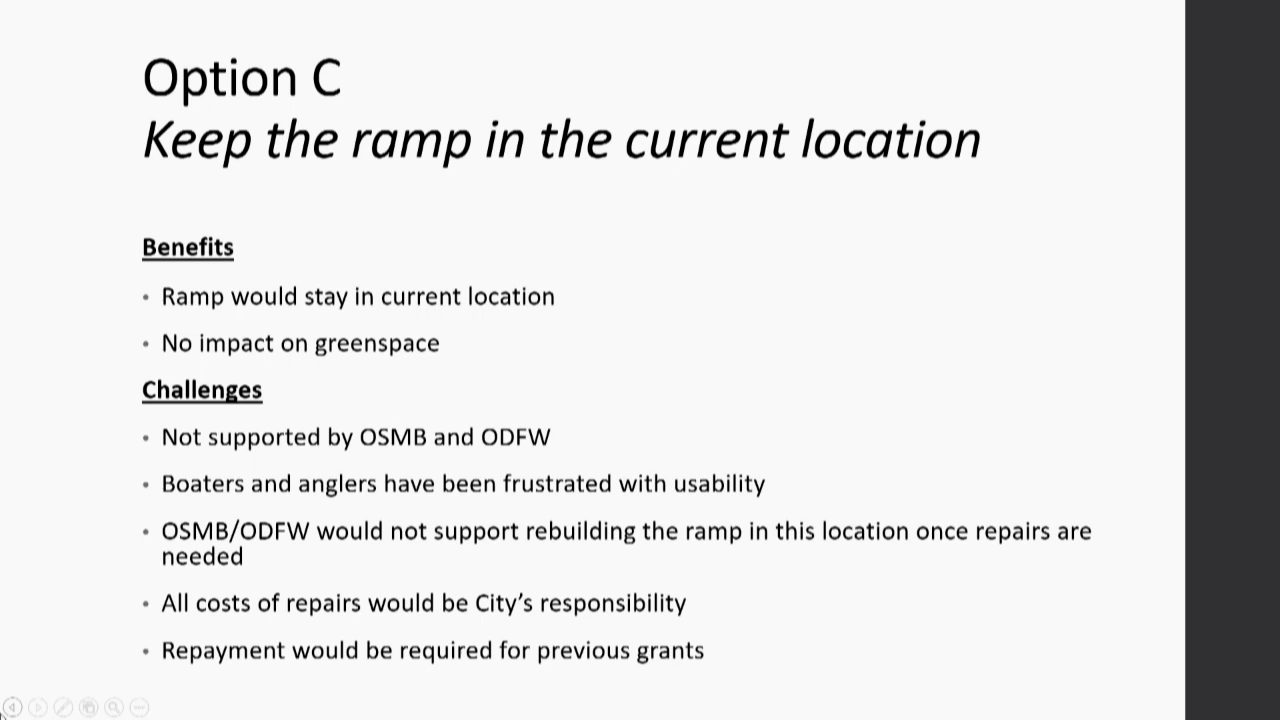 Option C
Keep the ramp in the current location
Benefits
• Ramp would stay in current location
• No impact on greenspace
Challenges
• Not supported by OSMB and ODFW
• Boaters and anglers have been frustrated with usability
• OSMB/ODFW would not support rebuilding the ramp in this location once repairs are
needed
• All costs of repairs would be City’s responsibility
• Repayment would be required for previous grants